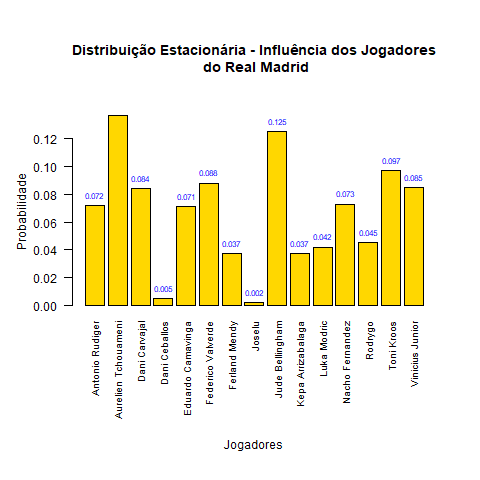 Distribuição Estacionária - Influência dos Jogadores
do Real Madrid
Probabilidade
0.12
0.10
0.08
0.06
0.04
0.02
0.00
0.072
0.084
0.005
0.071
0.088
0.037
0.002
0.125
0.037
0.042
0.073
0.045
0.097
0.085
Antonio Rudiger
Aurelien Tchouameni
Dani Carvajal
Dani Ceballos
Eduardo Camavinga
Federico Valverde
Ferland Mendy
Joselu
Jude Bellingham
Kepa Arrizabalaga
Luka Modric
Nacho Fernandez
Rodrygo
Toni Kroos
Vinicius Junior
Jogadores